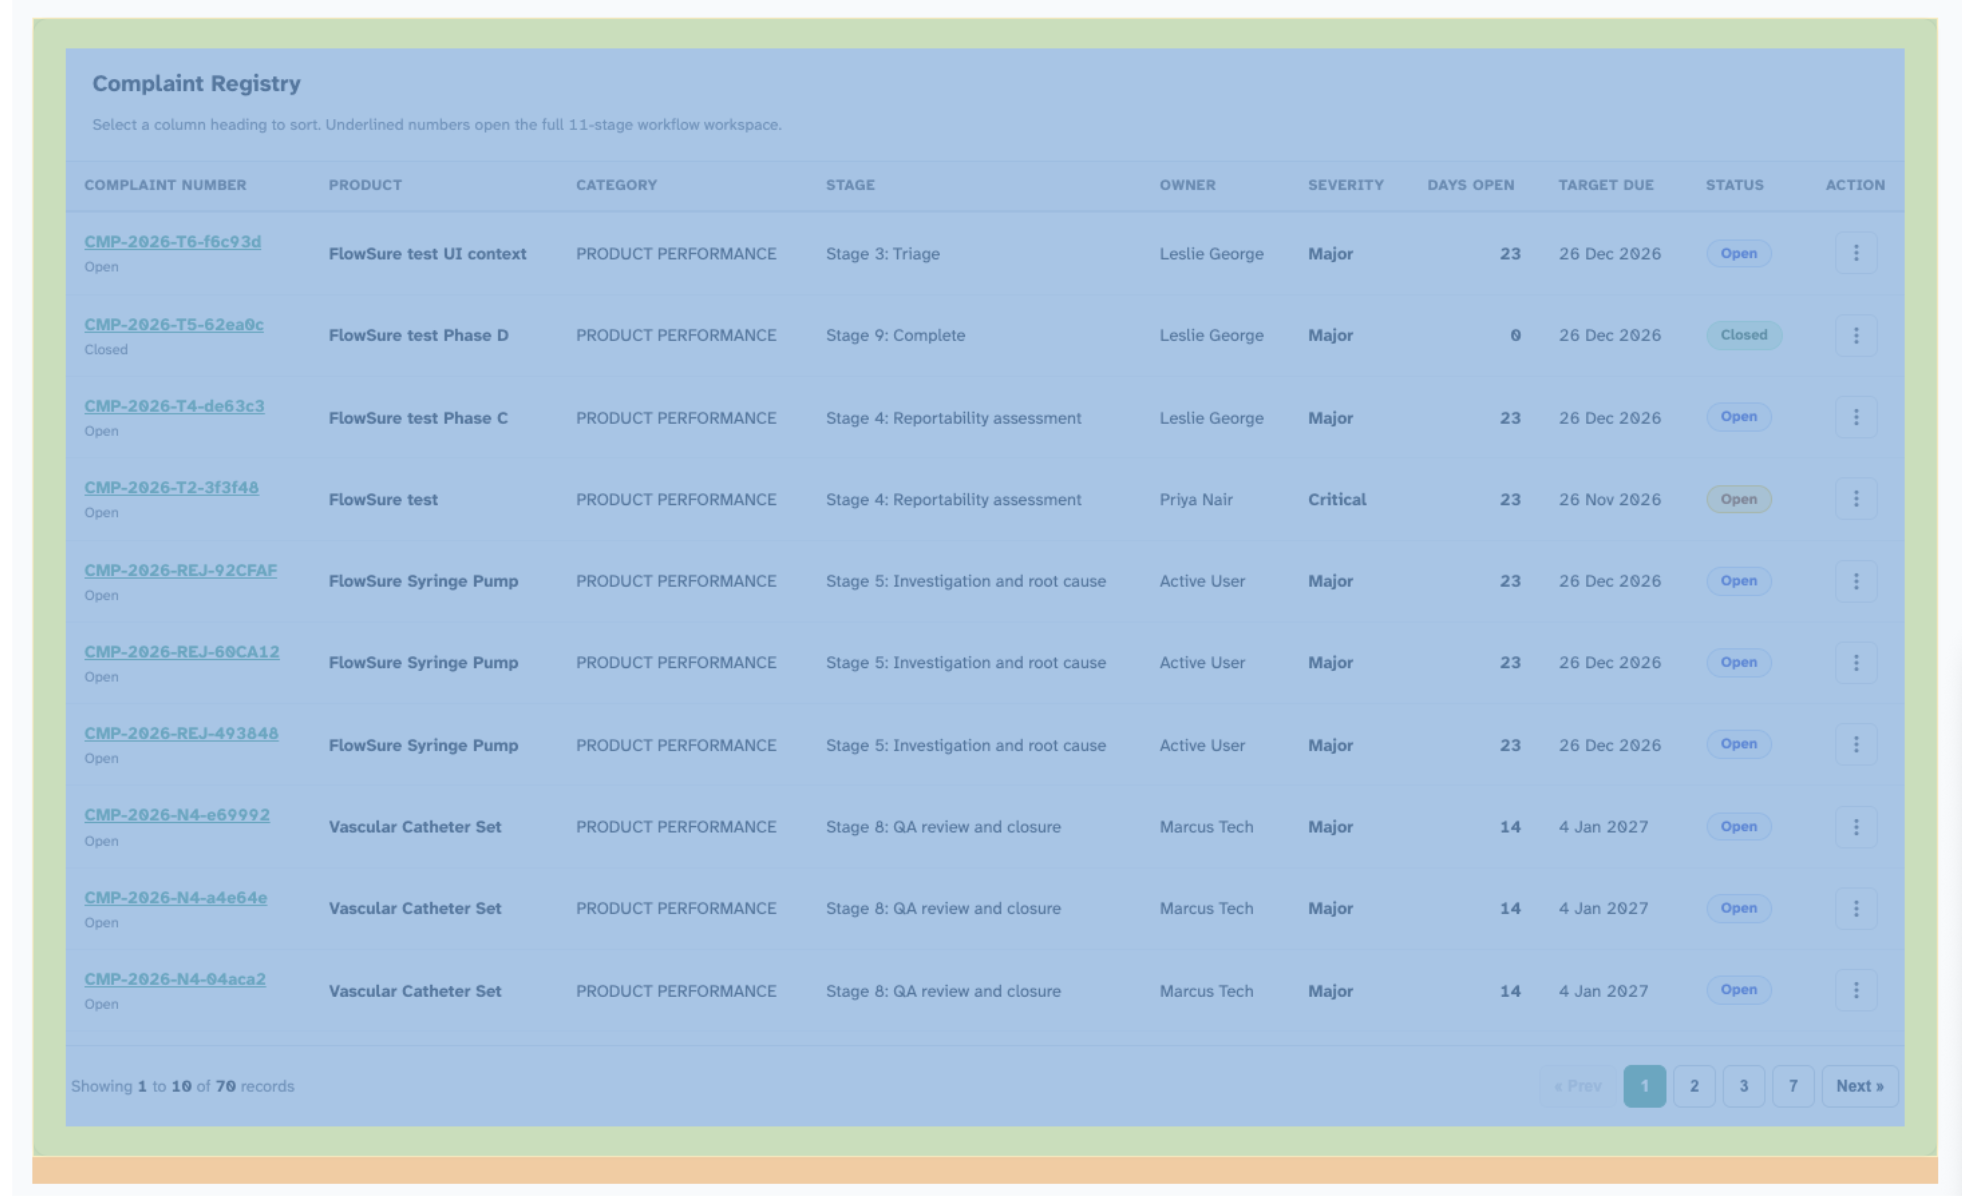 Complaint Registry
Select a column heading to sort. Underlined numbers open the full 11-stage workflow workspace.
COMPLAINT NUMBER PRODUCT CATEGORY STAGE OWNER SEVERITY DAYS OPEN TARGET DUE STATUS ACTION
CMP-2026-T6-f6c93d FlowSure test UI context PRODUCT PERFORMANCE Stage 3: Triage Leslie George Major 23 26 Dec 2026 Open
Open
CMP-2026-T5-62ea0c FlowSure test Phase D PRODUCT PERFORMANCE Stage 9: Complete Leslie George Major 0 26 Dec 2026 Closed
Closed
CMP-2026-T4-de63c3 FlowSure test Phase C PRODUCT PERFORMANCE Stage 4: Reportability assessment Leslie George Major 23 26 Dec 2026 Open
Open
CMP-2026-T2-3f3f48 FlowSure test PRODUCT PERFORMANCE Stage 4: Reportability assessment Priya Nair Critical 23 26 Nov 2026 Open
Open
CMP-2026-REJ-92CFAF FlowSure Syringe Pump PRODUCT PERFORMANCE Stage 5: Investigation and root cause Active User Major 23 26 Dec 2026 Open
Open
CMP-2026-REJ-60CA12 FlowSure Syringe Pump PRODUCT PERFORMANCE Stage 5: Investigation and root cause Active User Major 23 26 Dec 2026 Open
Open
CMP-2026-REJ-493848 FlowSure Syringe Pump PRODUCT PERFORMANCE Stage 5: Investigation and root cause Active User Major 23 26 Dec 2026 Open
Open
CMP-2026-N4-e69992 Vascular Catheter Set PRODUCT PERFORMANCE Stage 8: QA review and closure Marcus Tech Major 14 4 Jan 2027 Open
Open
CMP-2026-N4-a4e64e Vascular Catheter Set PRODUCT PERFORMANCE Stage 8: QA review and closure Marcus Tech Major 14 4 Jan 2027 Open
Open
CMP-2026-N4-04aca2 Vascular Catheter Set PRODUCT PERFORMANCE Stage 8: QA review and closure Marcus Tech Major 14 4 Jan 2027 Open
Open
Showing 1 to 10 of 70 records « Prev 1 2 3 7 Next »